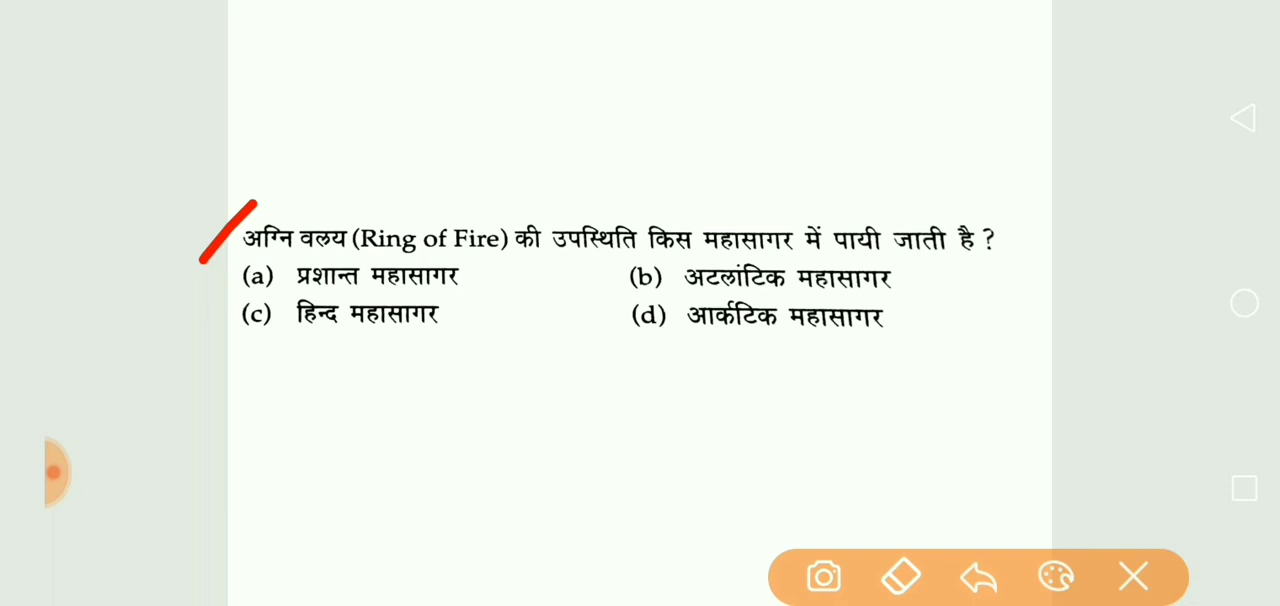 अग्नि वलय (Ring of Fire) की उपस्थिति किस महासागर में पायी जाती है ?
(a) प्रशान्त महासागर (b) अटलांटिक महासागर
(c) हिन्द महासागर (d) आर्कटिक महासागर